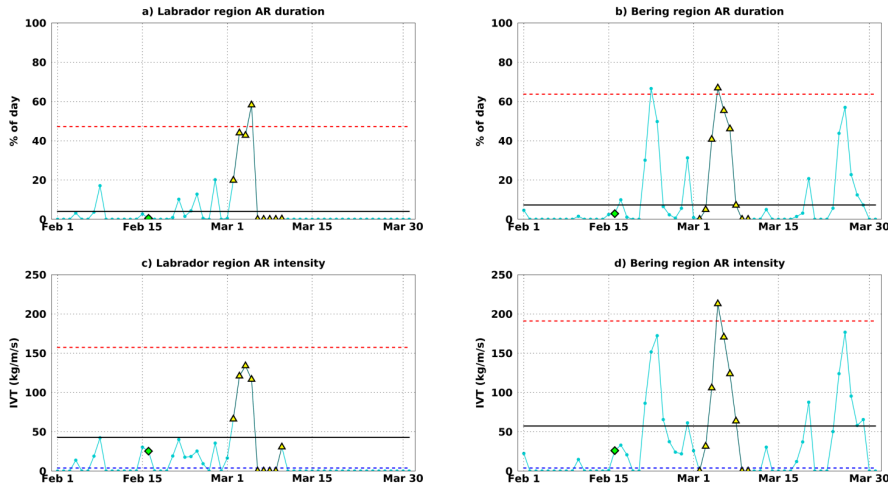 a) Labrador region AR duration
100
80
60
40
20
0
% of day
Feb 1 Feb 15 Mar 1 Mar 15 Mar 30
b) Bering region AR duration
100
80
60
40
20
0
% of day
Feb 1 Feb 15 Mar 1 Mar 15 Mar 30
c) Labrador region AR intensity
250
200
150
100
50
0
IVT (kg/m/s)
Feb 1 Feb 15 Mar 1 Mar 15 Mar 30
d) Bering region AR intensity
250
200
150
100
50
0
IVT (kg/m/s)
Feb 1 Feb 15 Mar 1 Mar 15 Mar 30